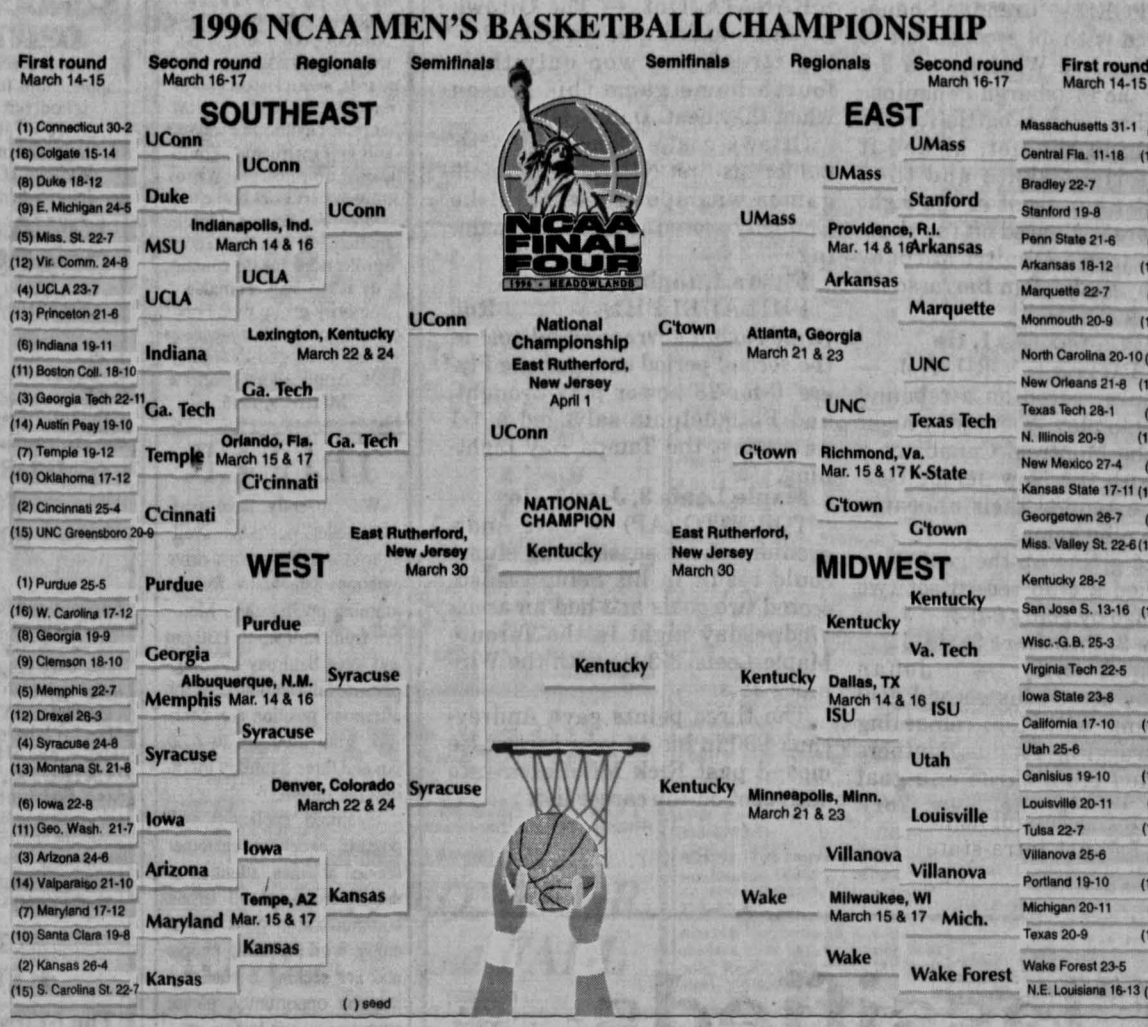 1996 NCAA MEN'S BASKETBALL CHAMPIONSHIP
First round
March 14-15
Second round
March 16-17
Regionals
Semifinals
Semifinals
Regionals
Second round
March 16-17
First round
March 14-15
SOUTHEAST
(1) Connecticut 30-2
(16) Colgate 15-14
(8) Duke 18-12
(9) E. Michigan 24-5
(5) Miss. St. 22-7
(12) Vir. Comm. 24-8
(4) UCLA 23-7
(13) Princeton 21-6
(6) Indiana 19-11
(11) Boston Coll. 18-10
(3) Georgia Tech 22-11
(14) Austin Peay 19-10
(7) Temple 19-12
(10) Oklahoma 17-12
(2) Cincinnati 25-4
(15) UNC Greensboro 20-9
UConn
Duke
MSU
UCLA
Indiana
Ga. Tech
Temple
C'cinnati
UConn
Indianapolis, Ind.
March 14 & 16
UCLA
Lexington, Kentucky
March 22 & 24
Ga. Tech
Orlando, Fla.
March 15 & 17
Ci'cinnati
UConn
Ga. Tech
UConn
WEST
(1) Purdue 25-5
(16) W. Carolina 17-12
(8) Georgia 19-9
(9) Clemson 18-10
(5) Memphis 22-7
(12) Drexel 26-3
(4) Syracuse 24-8
(13) Montana St. 21-8
(6) Iowa 22-8
(11) Geo. Wash. 21-7
(3) Arizona 24-6
(14) Valparaiso 21-10
(7) Maryland 17-12
(10) Santa Clara 19-8
(2) Kansas 26-4
(15) S. Carolina St. 22-7
Purdue
Georgia
Memphis
Syracuse
Iowa
Arizona
Maryland
Kansas
Purdue
Albuquerque, N.M.
Mar. 14 & 16
Syracuse
Denver, Colorado
March 22 & 24
Iowa
Tempe, AZ
Mar. 15 & 17
Kansas
Syracuse
Kansas
Syracuse
( ) seed
East Rutherford,
New Jersey
March 30
NCAA
FINAL
FOUR
1996 • MEADOWLANDS
National
Championship
East Rutherford,
New Jersey
April 1
UConn
NATIONAL
CHAMPION
Kentucky
Kentucky
East Rutherford,
New Jersey
March 30
EAST
G'town
UMass
G'town
UMass
Providence, R.I.
Mar. 14 & 16
Arkansas
Atlanta, Georgia
March 21 & 23
UNC
Richmond, Va.
Mar. 15 & 17
G'town
UMass
Stanford
Arkansas
Marquette
UNC
Texas Tech
K-State
G'town
Massachusetts 31-1
Central Fla. 11-18 (1
Bradley 22-7
Stanford 19-8
Penn State 21-6
Arkansas 18-12 (1
Marquette 22-7
Monmouth 20-9 (1
North Carolina 20-10 (
New Orleans 21-8 (1
Texas Tech 28-1 (
N. Illinois 20-9 (1
New Mexico 27-4 (
Kansas State 17-11 (1
Georgetown 26-7 (
Miss. Valley St. 22-6 (1
MIDWEST
Kentucky
Kentucky
Wake
Kentucky
Dallas, TX
March 14 & 16
ISU
Minneapolis, Minn.
March 21 & 23
Villanova
Milwaukee, WI
March 15 & 17
Wake
Kentucky
Va. Tech
ISU
Utah
Louisville
Villanova
Mich.
Wake Forest
Kentucky 28-2
San Jose S. 13-16 (1
Wisc.-G.B. 25-3
Virginia Tech 22-5
Iowa State 23-8
California 17-10 (1
Utah 25-6
Canisius 19-10 (1
Louisville 20-11
Tulsa 22-7 (1
Villanova 25-6
Portland 19-10 (1
Michigan 20-11
Texas 20-9 (1
Wake Forest 23-5
N.E. Louisiana 16-13 (